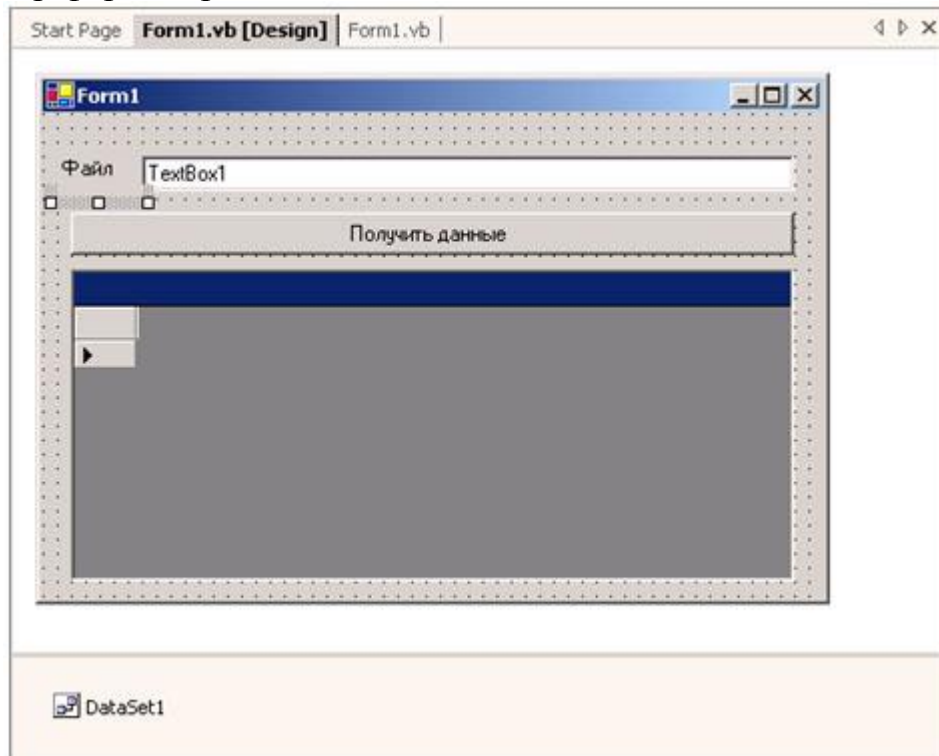 Start Page Form1.vb [Design] Form1.vb
Form1
Файл TextBox1
Получить данные
DataSet1